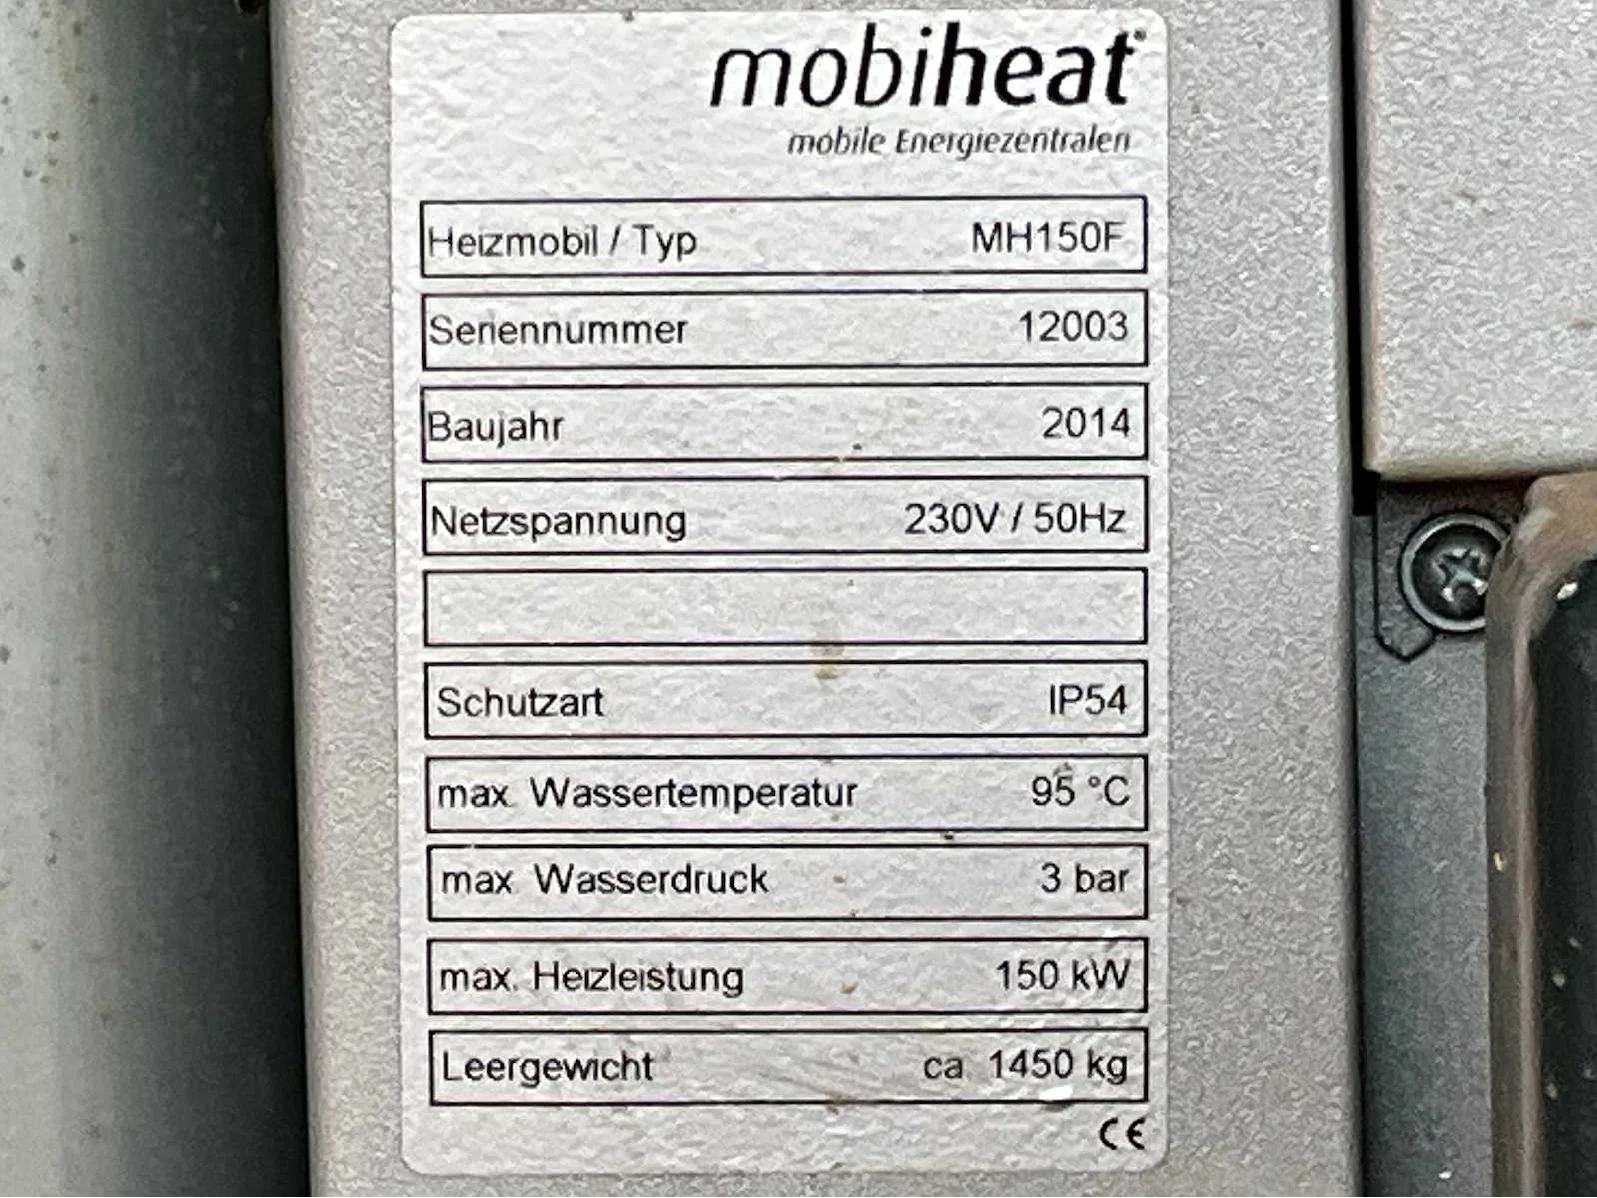 mobiheat®
mobile Energiezentralen
Heizmobil / Typ MH150F
Seriennummer 12003
Baujahr 2014
Netzspannung 230V / 50Hz
Schutzart IP54
max. Wassertemperatur 95 °C
max. Wasserdruck 3 bar
max. Heizleistung 150 kW
Leergewicht ca. 1450 kg
CE